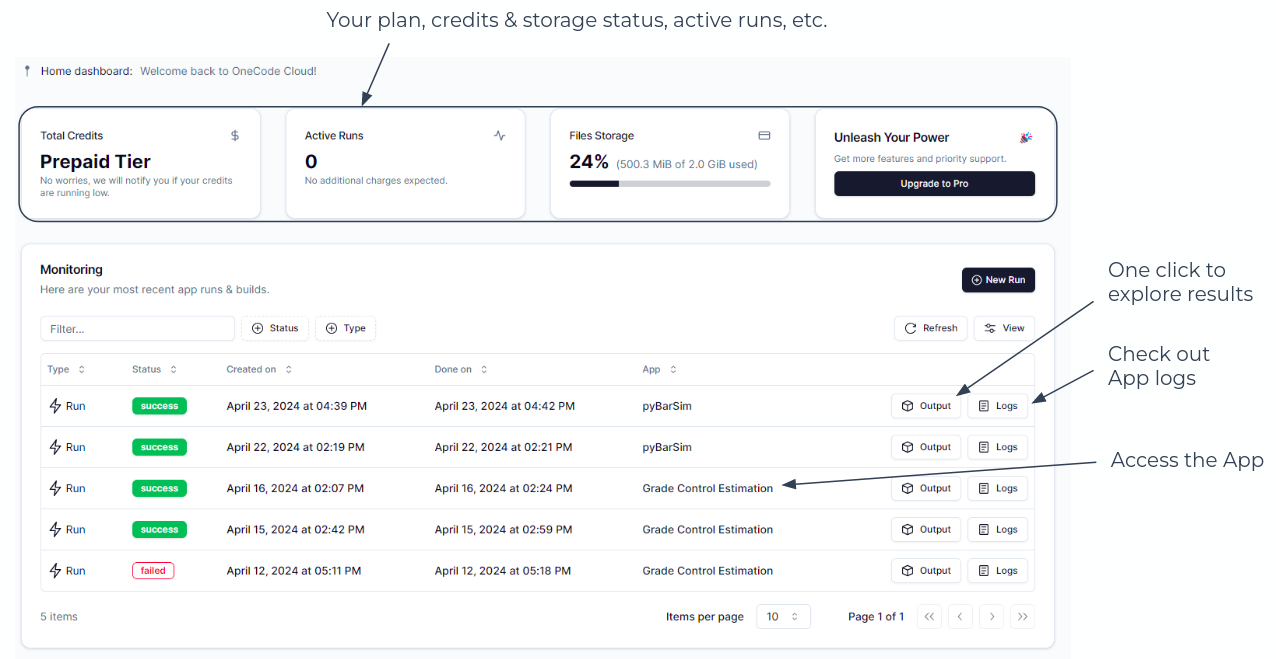 Your plan, credits & storage status, active runs, etc.
Home dashboard: Welcome back to OneCode Cloud!
Total Credits
Prepaid Tier
No worries, we will notify you if your credits
are running low.
Active Runs
0
No additional charges expected.
Files Storage
24% (500.3 MiB of 2.0 GiB used)
Unleash Your Power
Get more features and priority support.
Upgrade to Pro
Monitoring
Here are your most recent app runs & builds.
New Run
One click to
explore results
Filter...
Status
Type
Refresh
View
Check out
App logs
Type Status Created on Done on App
Run success April 23, 2024 at 04:39 PM April 23, 2024 at 04:42 PM pyBarSim Output Logs
Run success April 22, 2024 at 02:19 PM April 22, 2024 at 02:21 PM pyBarSim Output Logs
Access the App
Run success April 16, 2024 at 02:07 PM April 16, 2024 at 02:24 PM Grade Control Estimation Output Logs
Run success April 15, 2024 at 02:42 PM April 15, 2024 at 02:59 PM Grade Control Estimation Output Logs
Run failed April 12, 2024 at 05:11 PM April 12, 2024 at 05:18 PM Grade Control Estimation Output Logs
5 items
Items per page 10 Page 1 of 1